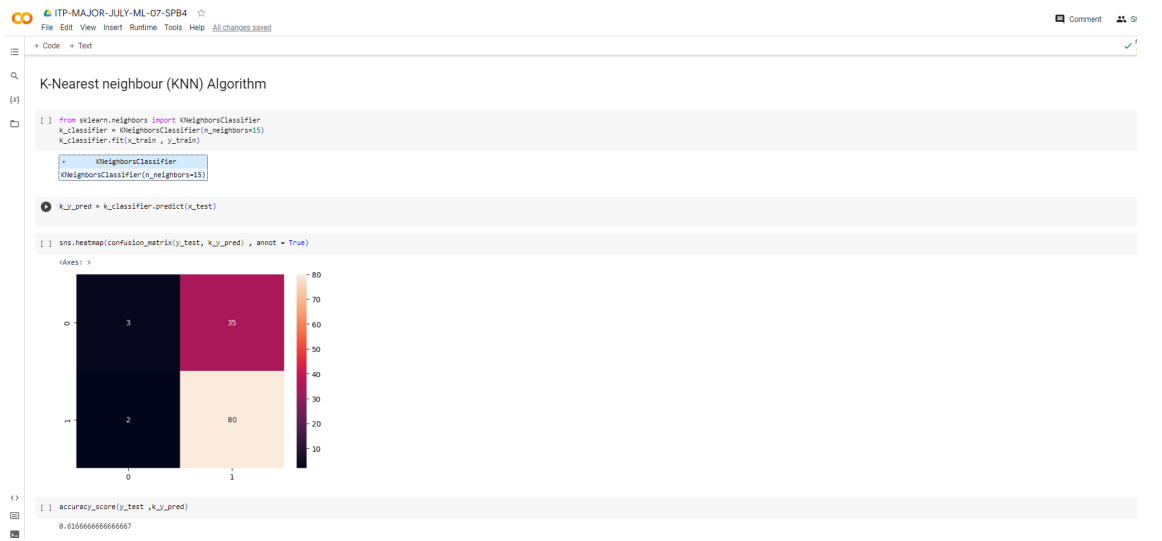 CO
ITP-MAJOR-JULY-ML-07-SPB4
File Edit View Insert Runtime Tools Help All changes saved
Comment
+ Code + Text
K-Nearest neighbour (KNN) Algorithm
{x}
[ ] from sklearn.neighbors import KNeighborsClassifier
k_classifier = KNeighborsClassifier(n_neighbors=15)
k_classifier.fit(x_train , y_train)
KNeighborsClassifier
KNeighborsClassifier(n_neighbors=15)
k_y_pred = k_classifier.predict(x_test)
[ ] sns.heatmap(confusion_matrix(y_test, k_y_pred) , annot = True)
<Axes: >
80
70
60
50
40
30
20
10
0
3 35
1
2 80
0 1
<>
[ ] accuracy_score(y_test ,k_y_pred)
0.6166666666666667